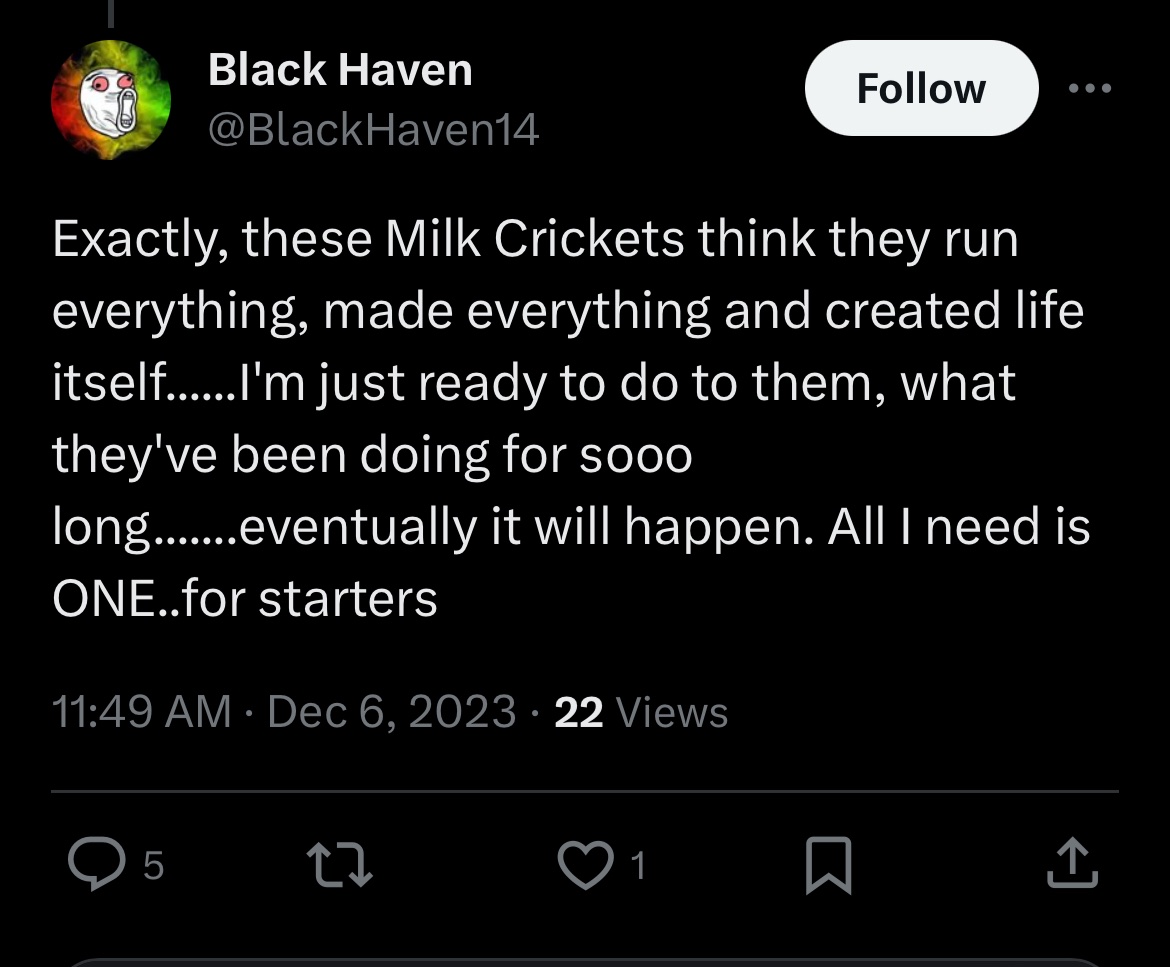 Black Haven
@BlackHaven14
Follow
Exactly, these Milk Crickets think they run
everything, made everything and created life
itself......I'm just ready to do to them, what
they've been doing for sooo
long.......eventually it will happen. All I need is
ONE..for starters
11:49 AM · Dec 6, 2023 · 22 Views
5
1